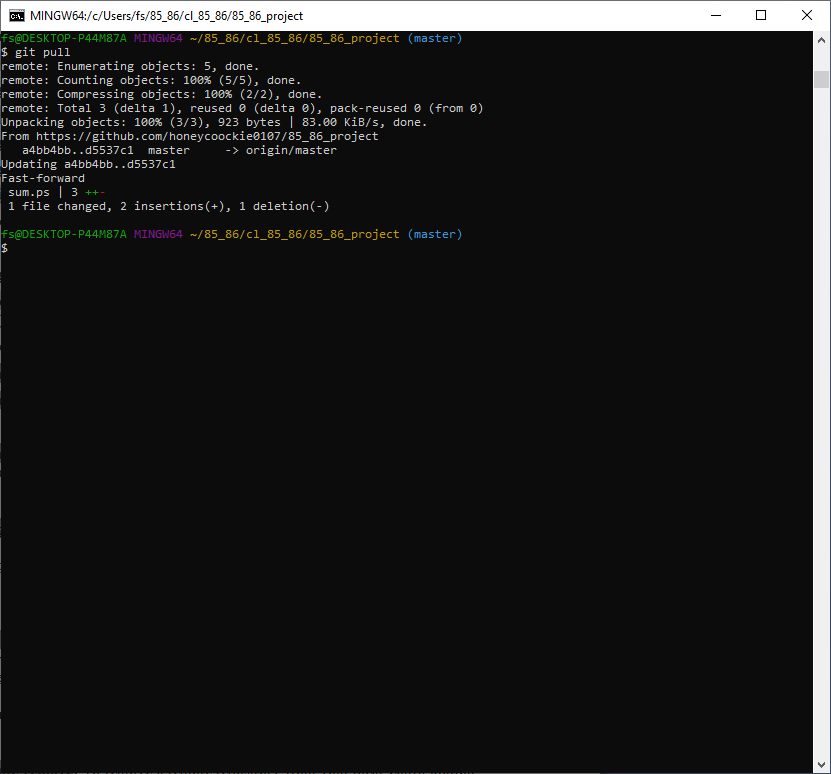 MINGW64:/c/Users/fs/85_86/cl_85_86/85_86_project
fs@DESKTOP-P44M87A MINGW64 ~/85_86/cl_85_86/85_86_project (master)
$ git pull
remote: Enumerating objects: 5, done.
remote: Counting objects: 100% (5/5), done.
remote: Compressing objects: 100% (2/2), done.
remote: Total 3 (delta 1), reused 0 (delta 0), pack-reused 0 (from 0)
Unpacking objects: 100% (3/3), 923 bytes | 83.00 KiB/s, done.
From https://github.com/honeycoockie0107/85_86_project
   a4bb4bb..d5537c1  master     -> origin/master
Updating a4bb4bb..d5537c1
Fast-forward
 sum.ps | 3 ++-
 1 file changed, 2 insertions(+), 1 deletion(-)
fs@DESKTOP-P44M87A MINGW64 ~/85_86/cl_85_86/85_86_project (master)
$